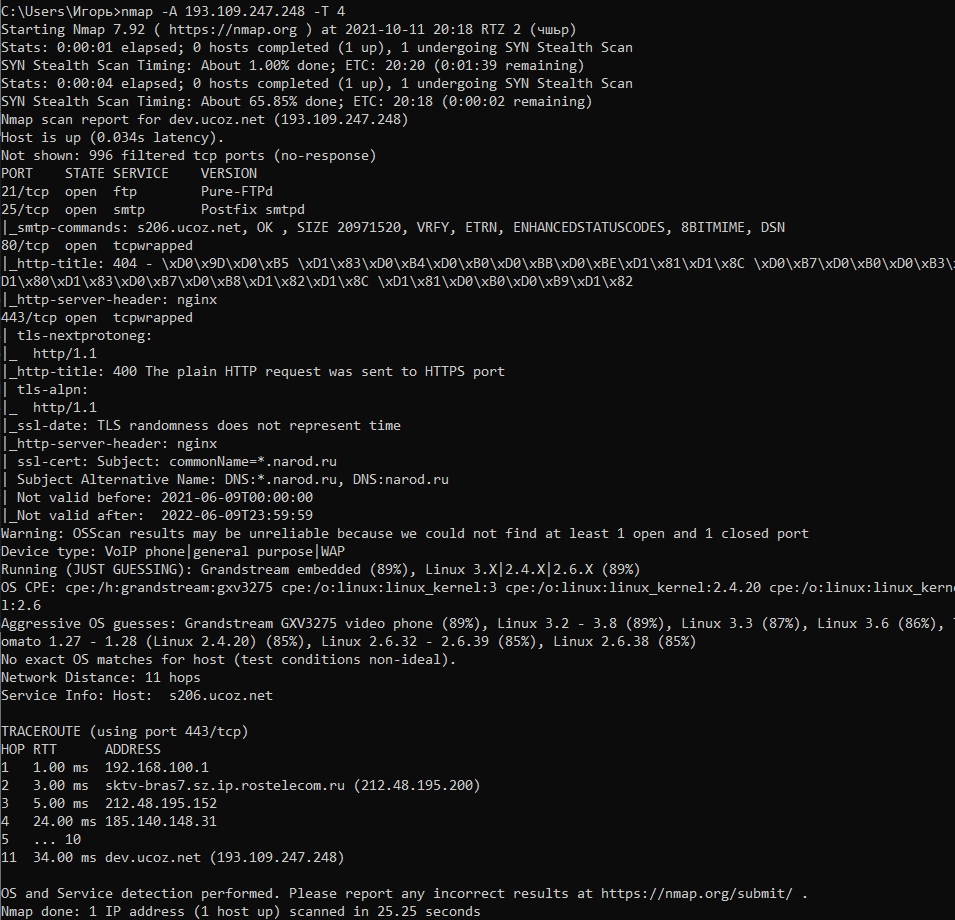 C:\Users\Игорь>nmap -A 193.109.247.248 -T 4
Starting Nmap 7.92 ( https://nmap.org ) at 2021-10-11 20:18 RTZ 2 (чшьр)
Stats: 0:00:01 elapsed; 0 hosts completed (1 up), 1 undergoing SYN Stealth Scan
SYN Stealth Scan Timing: About 1.00% done; ETC: 20:20 (0:01:39 remaining)
Stats: 0:00:04 elapsed; 0 hosts completed (1 up), 1 undergoing SYN Stealth Scan
SYN Stealth Scan Timing: About 65.85% done; ETC: 20:18 (0:00:02 remaining)
Nmap scan report for dev.ucoz.net (193.109.247.248)
Host is up (0.034s latency).
Not shown: 996 filtered tcp ports (no-response)
PORT    STATE SERVICE    VERSION
21/tcp  open  ftp        Pure-FTPd
25/tcp  open  smtp       Postfix smtpd
|_smtp-commands: s206.ucoz.net, OK , SIZE 20971520, VRFY, ETRN, ENHANCEDSTATUSCODES, 8BITMIME, DSN
80/tcp  open  tcpwrapped
|_http-title: 404 - \xD0\x9D\xD0\xB5 \xD1\x83\xD0\xB4\xD0\xB0\xD0\xBB\xD0\xBE\xD1\x81\xD1\x8C \xD0\xB7\xD0\xB0\xD0\xB3\x
D1\x80\xD1\x83\xD0\xB7\xD0\xB8\xD1\x82\xD1\x8C \xD1\x81\xD0\xB0\xD0\xB9\xD1\x82
|_http-server-header: nginx
443/tcp open  tcpwrapped
| tls-nextprotoneg:
|_  http/1.1
|_http-title: 400 The plain HTTP request was sent to HTTPS port
| tls-alpn:
|_  http/1.1
|_ssl-date: TLS randomness does not represent time
|_http-server-header: nginx
| ssl-cert: Subject: commonName=*.narod.ru
| Subject Alternative Name: DNS:*.narod.ru, DNS:narod.ru
| Not valid before: 2021-06-09T00:00:00
|_Not valid after:  2022-06-09T23:59:59
Warning: OSScan results may be unreliable because we could not find at least 1 open and 1 closed port
Device type: VoIP phone|general purpose|WAP
Running (JUST GUESSING): Grandstream embedded (89%), Linux 3.X|2.4.X|2.6.X (89%)
OS CPE: cpe:/h:grandstream:gxv3275 cpe:/o:linux:linux_kernel:3 cpe:/o:linux:linux_kernel:2.4.20 cpe:/o:linux:linux_kerne
l:2.6
Aggressive OS guesses: Grandstream GXV3275 video phone (89%), Linux 3.2 - 3.8 (89%), Linux 3.3 (87%), Linux 3.6 (86%), T
omato 1.27 - 1.28 (Linux 2.4.20) (85%), Linux 2.6.32 - 2.6.39 (85%), Linux 2.6.38 (85%)
No exact OS matches for host (test conditions non-ideal).
Network Distance: 11 hops
Service Info: Host:  s206.ucoz.net
TRACEROUTE (using port 443/tcp)
HOP RTT      ADDRESS
1   1.00 ms  192.168.100.1
2   3.00 ms  sktv-bras7.sz.ip.rostelecom.ru (212.48.195.200)
3   5.00 ms  212.48.195.152
4   24.00 ms 185.140.148.31
5   ... 10
11  34.00 ms dev.ucoz.net (193.109.247.248)
OS and Service detection performed. Please report any incorrect results at https://nmap.org/submit/ .
Nmap done: 1 IP address (1 host up) scanned in 25.25 seconds